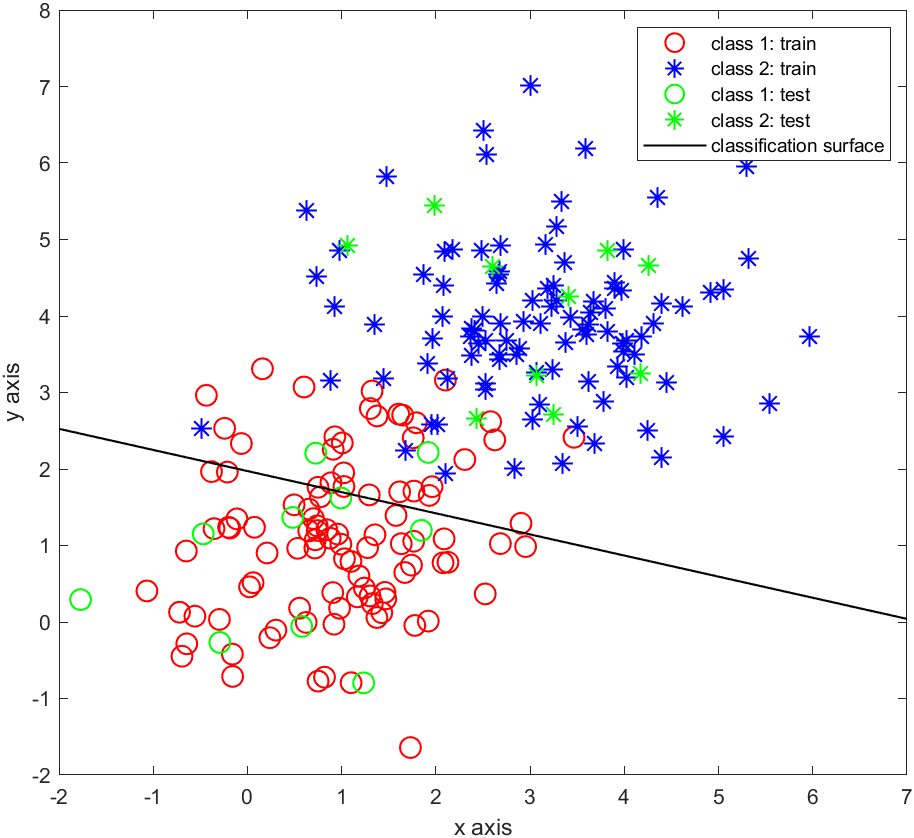 8
7
6
5
4
3
2
1
0
-1
-2
y axis
class 1: train
class 2: train
class 1: test
class 2: test
classification surface
-2 -1 0 1 2 3 4 5 6 7
x axis